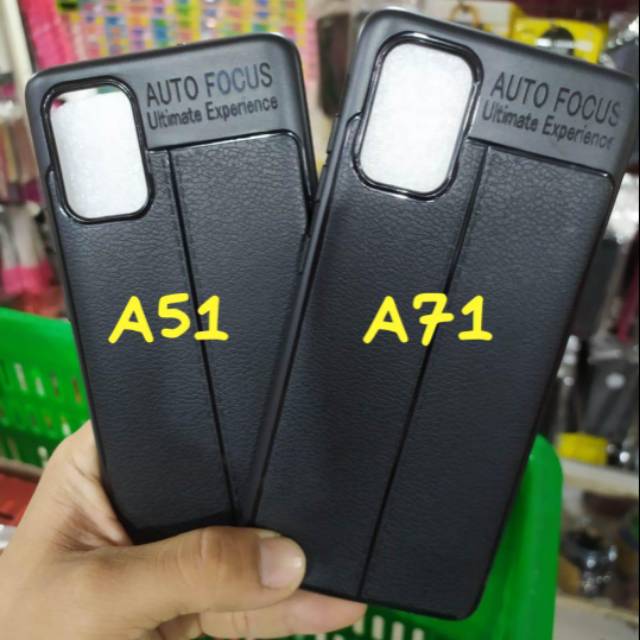 AUTO FOCUS
Ultimate Experience
AUTO FOCUS
Ultimate Experience
A51
A71